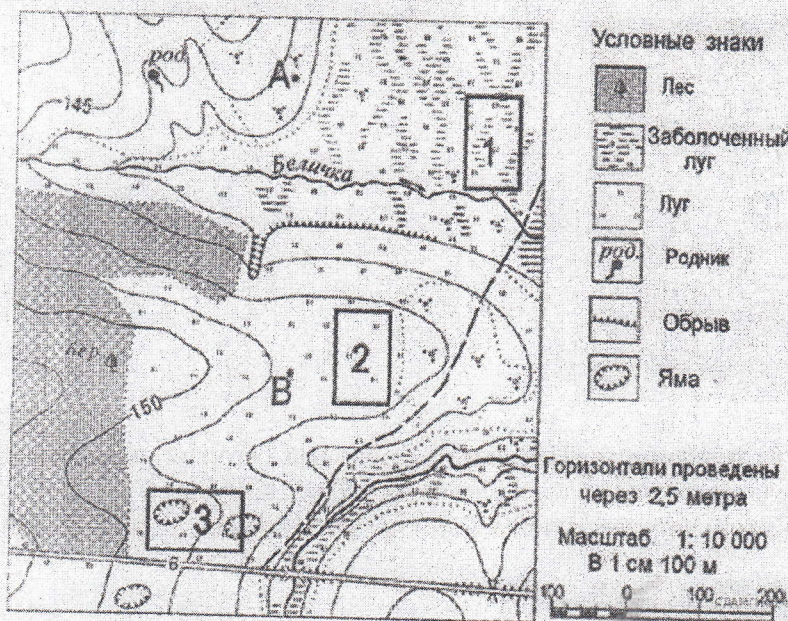 Условные знаки
Лес
Заболоченный
луг
Луг
род.
Родник
Обрыв
Яма
Горизонтали проведены
через 2,5 метра
Масштаб 1: 10 000
В 1 см 100 м
100 0 100 200
род.
А
145
1
Беличка
2
В
150
3
6